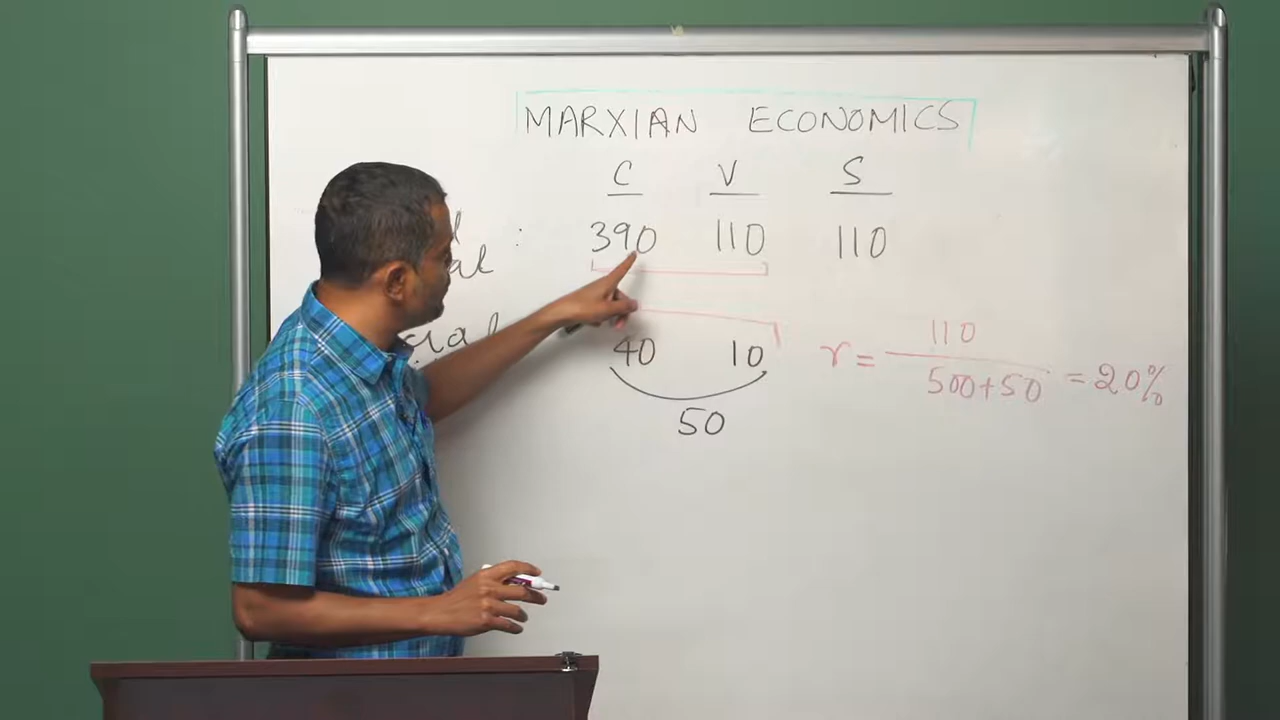 MARXIAN ECONOMICS
C V S
: 390 110 110
40 10
50
r = 110 / 500+50 = 20%